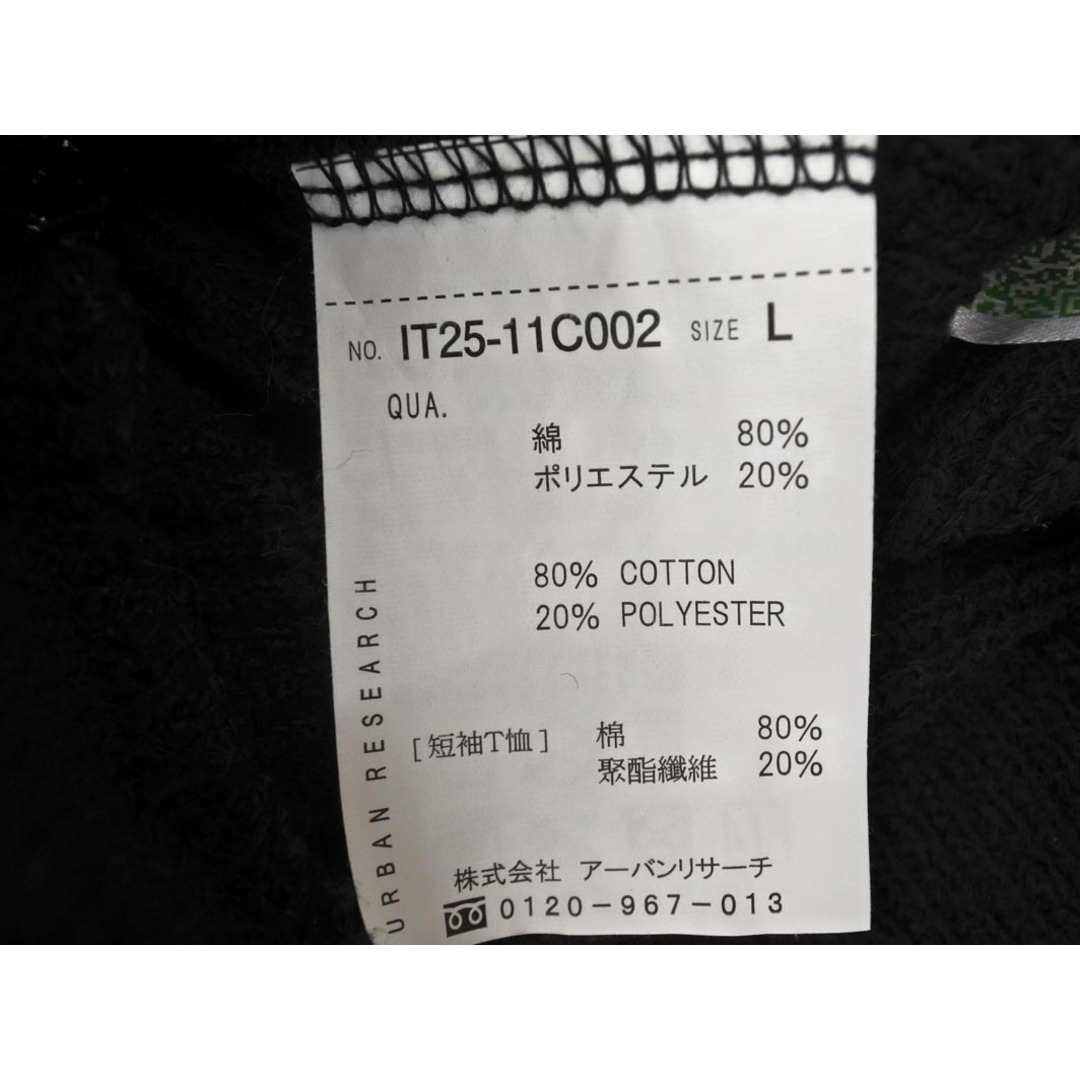 NO. IT25-11C002 SIZE L
QUA.
綿 80%
ポリエステル 20%
80% COTTON
20% POLYESTER
[短袖T恤] 棉 80%
聚酯纖維 20%
URBAN RESEARCH
株式会社 アーバンリサーチ
0120-967-013